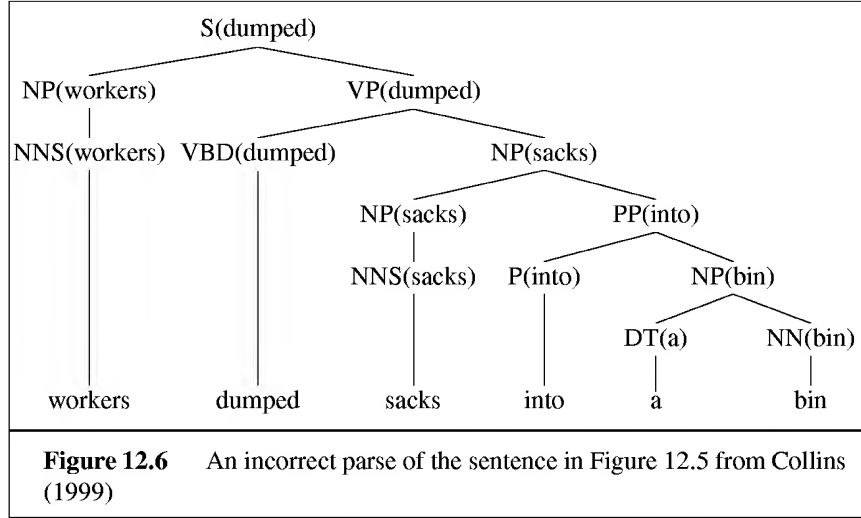 S(dumped)
NP(workers) VP(dumped)
NNS(workers) VBD(dumped) NP(sacks)
NP(sacks) PP(into)
NNS(sacks) P(into) NP(bin)
DT(a) NN(bin)
workers dumped sacks into a bin
Figure 12.6 An incorrect parse of the sentence in Figure 12.5 from Collins
(1999)